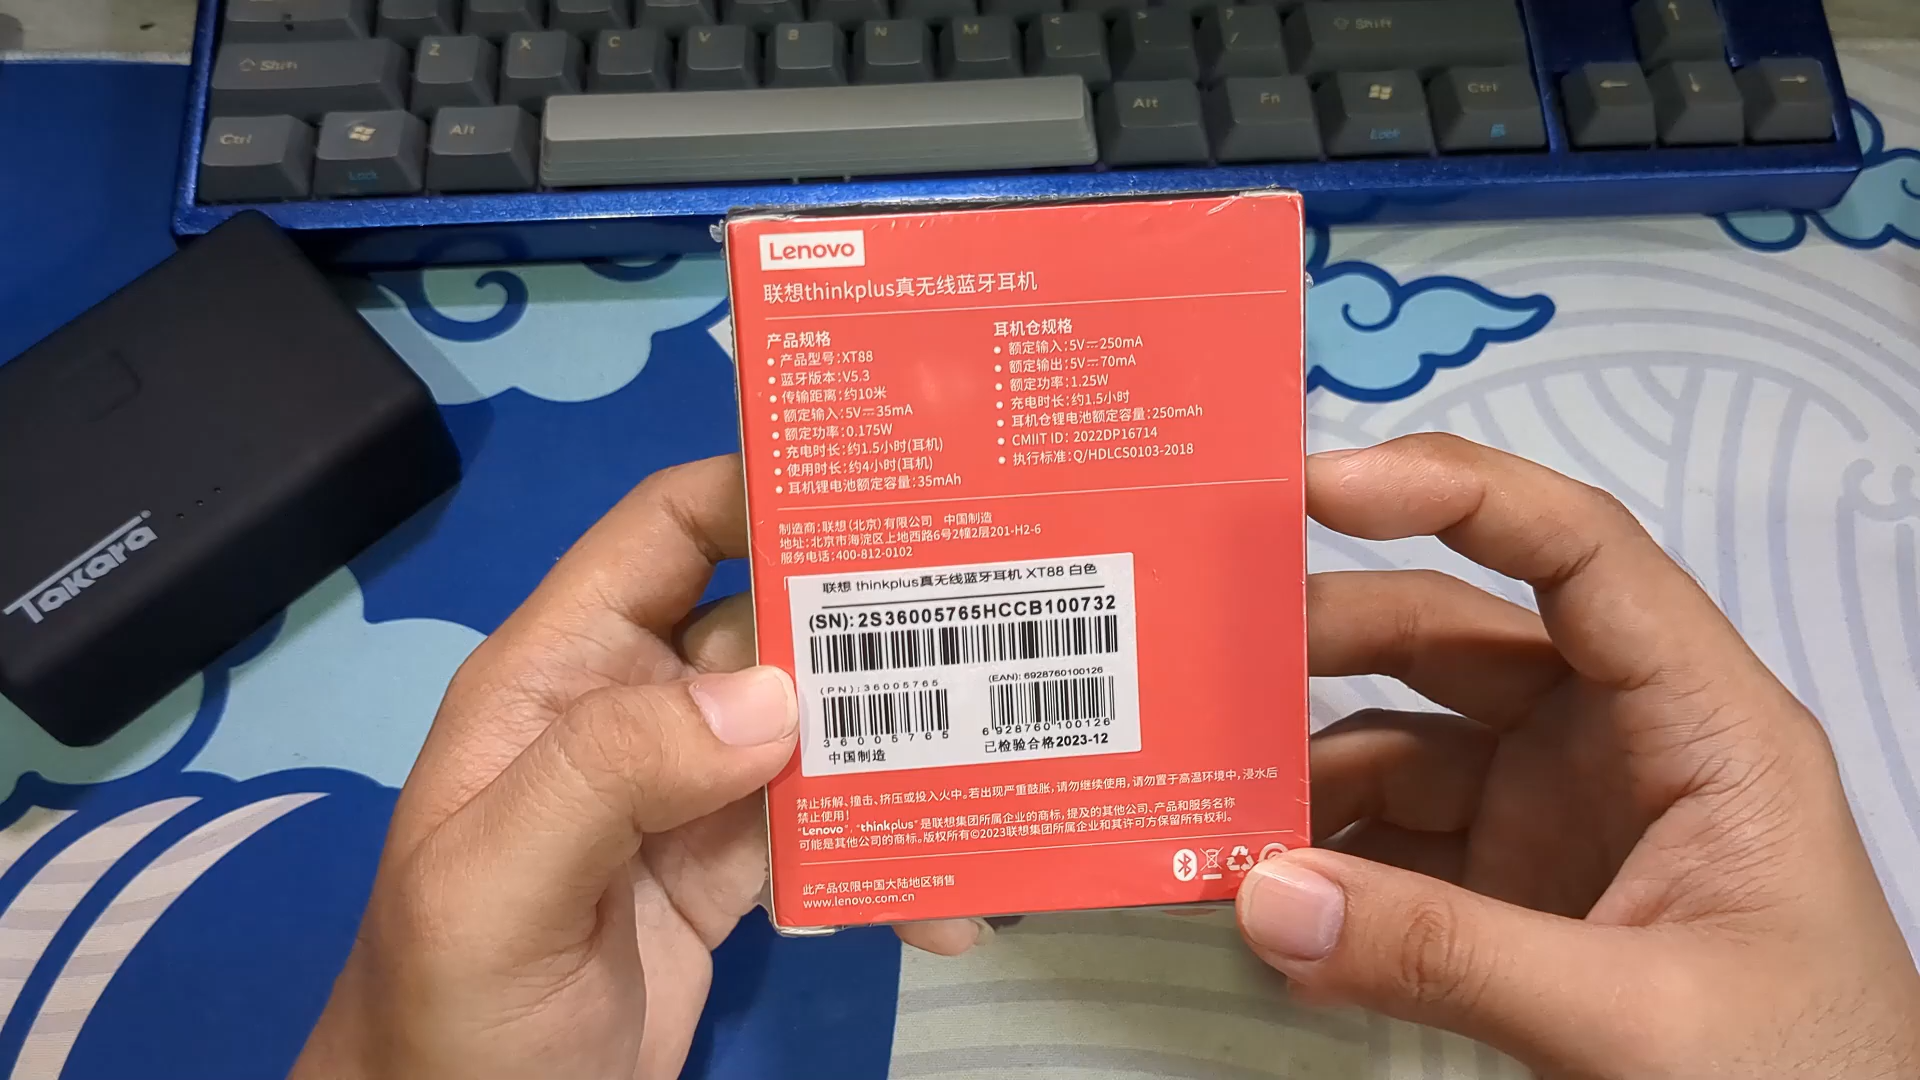 Shift
Z
X
C
V
B
N
M
<
>
?
/
Shift
↑
Ctrl
Lock
Alt
Alt
Fn
Lock
Ctrl
←
↓
→
Takara
Lenovo
联想thinkplus真无线蓝牙耳机
产品规格
● 产品型号:XT88
● 蓝牙版本:V5.3
● 传输距离:约10米
● 额定输入:5V⎓35mA
● 额定功率:0.175W
● 充电时长:约1.5小时(耳机)
● 使用时长:约4小时(耳机)
● 耳机锂电池额定容量:35mAh
耳机仓规格
● 额定输入:5V⎓250mA
● 额定输出:5V⎓70mA
● 额定功率:1.25W
● 充电时长:约1.5小时
● 耳机仓锂电池额定容量:250mAh
● CMIIT ID: 2022DP16714
● 执行标准:Q/HDLCS0103-2018
制造商:联想(北京)有限公司 中国制造
地址:北京市海淀区上地西路6号2幢2层201-H2-6
服务电话:400-812-0102
联想 thinkplus真无线蓝牙耳机 XT88 白色
(SN): 2S36005765HCCB100732
(PN):36005765
36005765
中国制造
(EAN): 6928760100126
6 928760 100126
已检验合格2023-12
禁止拆解、撞击、挤压或投入火中。若出现严重鼓胀,请勿继续使用,请勿置于高温环境中,浸水后
禁止使用!
"Lenovo"、"thinkplus"是联想集团所属企业的商标,提及的其他公司、产品和服务名称
可能是其他公司的商标。版权所有©2023联想集团所属企业和其许可方保留所有权利。
此产品仅限中国大陆地区销售
www.lenovo.com.cn